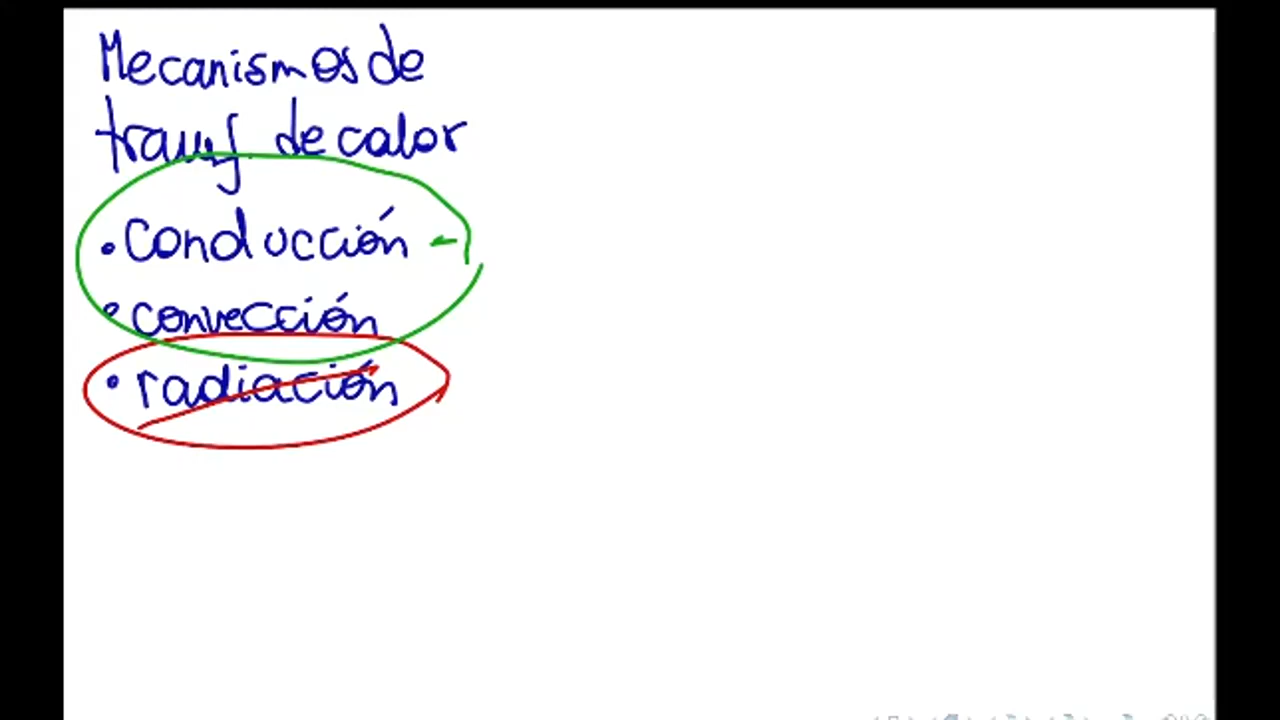 Mecanismos de
transf. de calor
• conducción
• convección
• radiación